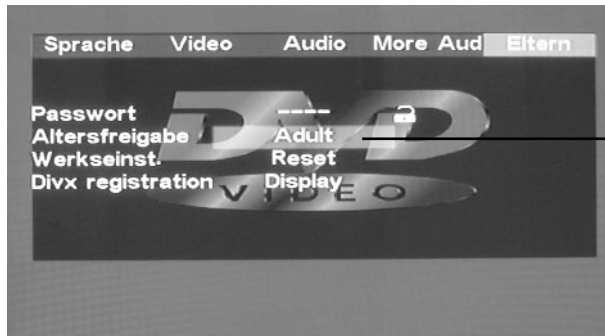 Sprache Video Audio More Aud Eltern
Passwort ----
Altersfreigabe Adult
Werkseinst. Reset
Divx registration Display
DVD
VIDEO